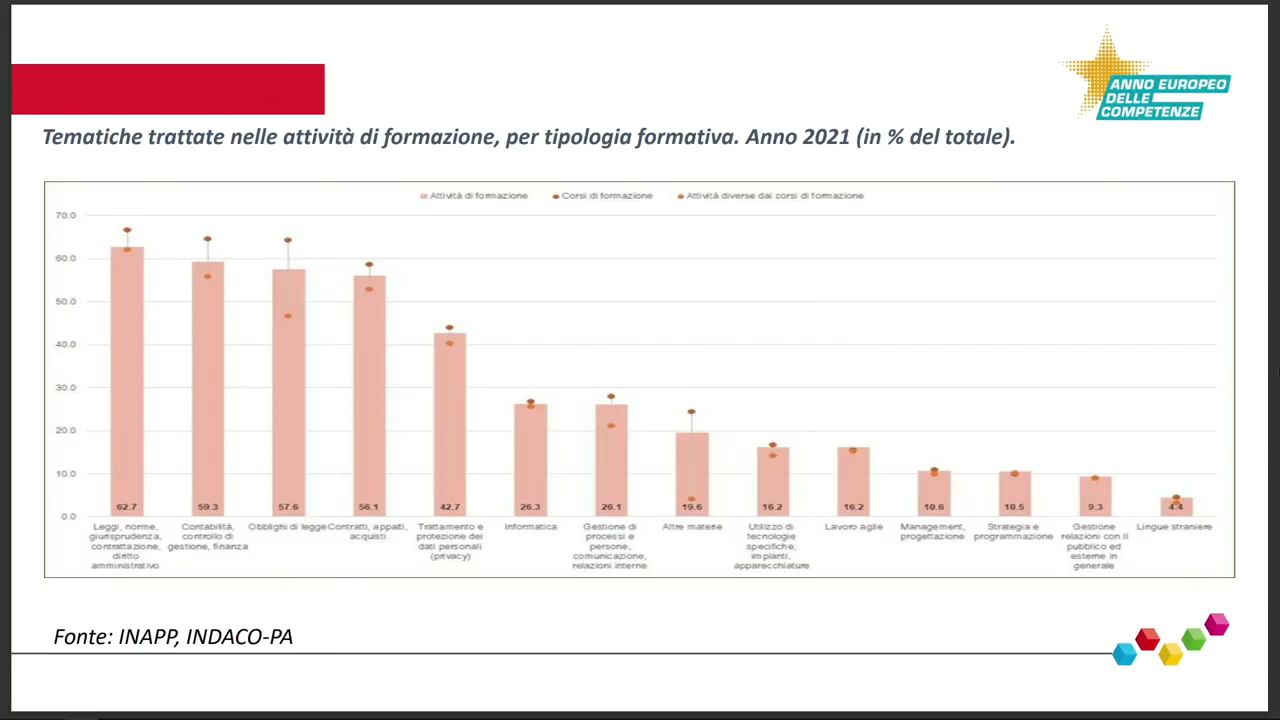 ANNO EUROPEO
DELLE
COMPETENZE
Tematiche trattate nelle attività di formazione, per tipologia formativa. Anno 2021 (in % del totale).
Attività di formazione Corsi di formazione Attività diverse dai corsi di formazione
70.0
60.0
50.0
40.0
30.0
20.0
10.0
0.0
62.7 59.3 57.6 56.1 42.7 26.3 26.1 19.6 16.2 16.2 10.6 10.5 9.3 4.4
Leggi, norme,
giurisprudenza,
contrattazione,
diritto
amministrativo
Contabilità,
controllo di
gestione, finanza
Obblighi di legge
Contratti, appalti,
acquisti
Trattamento e
protezione dei
dati personali
(privacy)
Informatica
Gestione di
processi e
persone,
comunicazione,
relazioni interne
Altre materie
Utilizzo di
tecnologie
specifiche,
impianti,
apparecchiature
Lavoro agile
Management,
progettazione
Strategia e
programmazione
Gestione
relazioni con il
pubblico ed
esterne in
generale
Lingue straniere
Fonte: INAPP, INDACO-PA